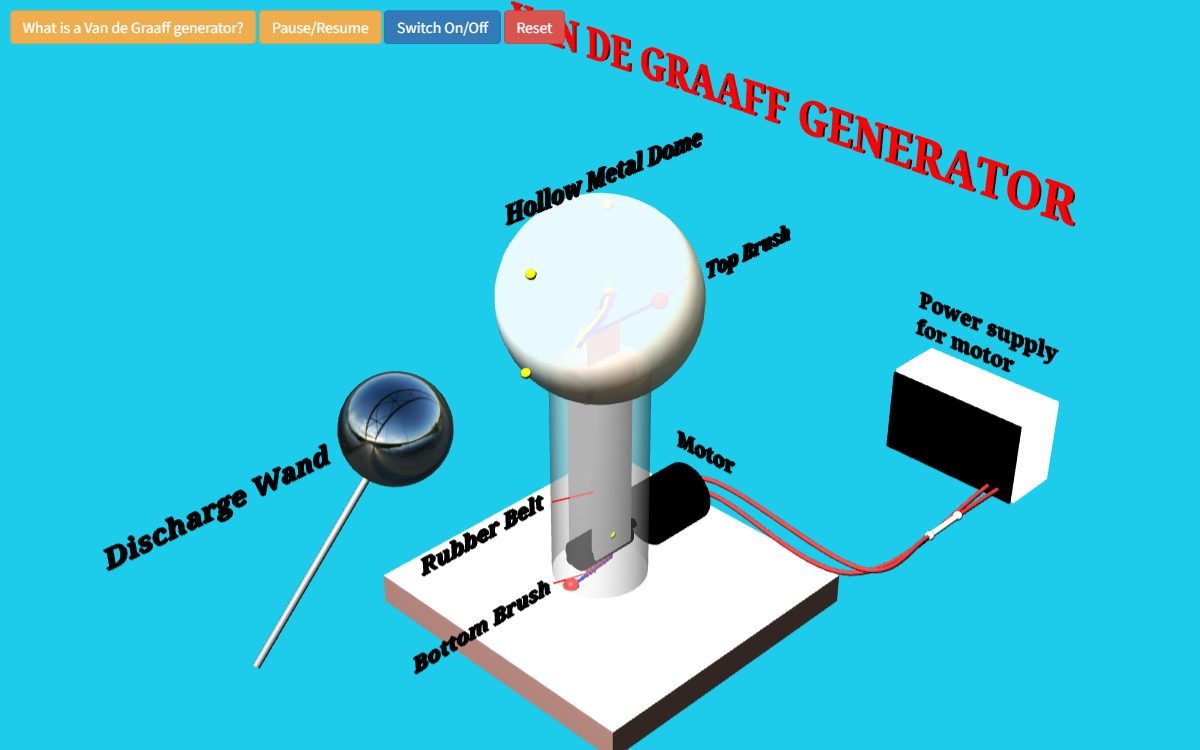 What is a Van de Graaff generator?
Pause/Resume
Switch On/Off
Reset
VAN DE GRAAFF GENERATOR
Hollow Metal Dome
Top Brush
Power supply
for motor
Motor
Discharge Wand
Rubber Belt
Bottom Brush